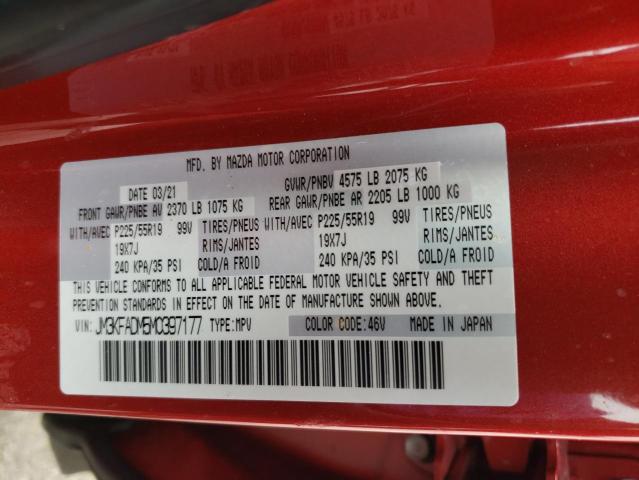 MFD. BY MAZDA MOTOR CORPORATION
DATE 03/21 GVWR/PNBV 4575 LB 2075 KG
FRONT GAWR/PNBE AV 2370 LB 1075 KG REAR GAWR/PNBE AR 2205 LB 1000 KG
WITH/AVEC P225/55R19 99V TIRES/PNEUS WITH/AVEC P225/55R19 99V TIRES/PNEUS
19X7J RIMS/JANTES 19X7J RIMS/JANTES
240 KPA/35 PSI COLD/A FROID 240 KPA/35 PSI COLD/A FROID
THIS VEHICLE CONFORMS TO ALL APPLICABLE FEDERAL MOTOR VEHICLE SAFETY AND THEFT
PREVENTION STANDARDS IN EFFECT ON THE DATE OF MANUFACTURE SHOWN ABOVE.
VIN: JM3KFADM5M0397177 TYPE:MPV COLOR CODE:46V MADE IN JAPAN